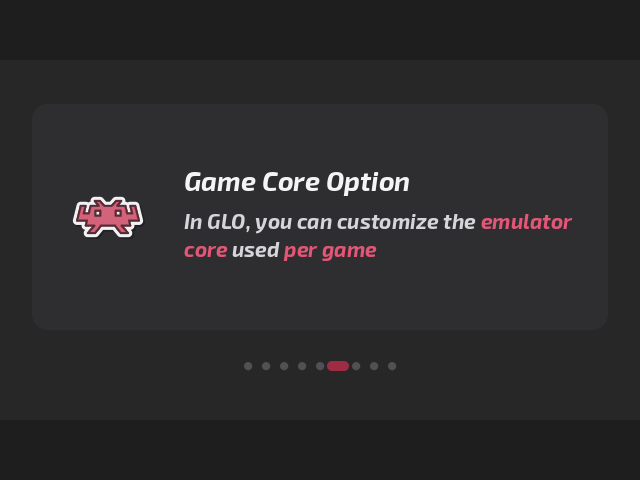 Game Core Option
In GLO, you can customize the emulator
core used per game